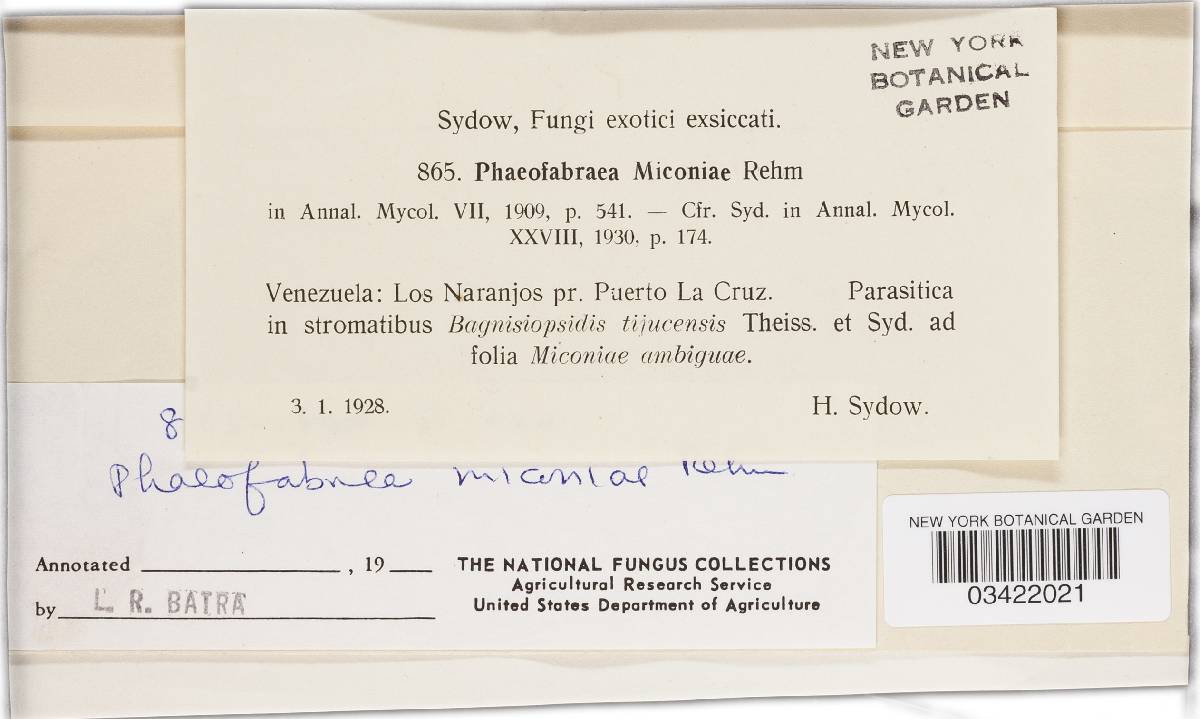 NEW YORK
BOTANICAL
GARDEN
Sydow, Fungi exotici exsiccati.
865. Phaeofabraea Miconiae Rehm
in Annal. Mycol. VII, 1909, p. 541. — Cfr. Syd. in Annal. Mycol.
XXVIII, 1930, p. 174.
Venezuela: Los Naranjos pr. Puerto La Cruz. Parasitica
in stromatibus Bagnisiopsidis tijucensis Theiss. et Syd. ad
folia Miconiae ambiguae.
3. 1. 1928. H. Sydow.
8
Phaeofabraea miconiae Rehm
Annotated , 19
by L. R. BATRA
THE NATIONAL FUNGUS COLLECTIONS
Agricultural Research Service
United States Department of Agriculture
NEW YORK BOTANICAL GARDEN
03422021